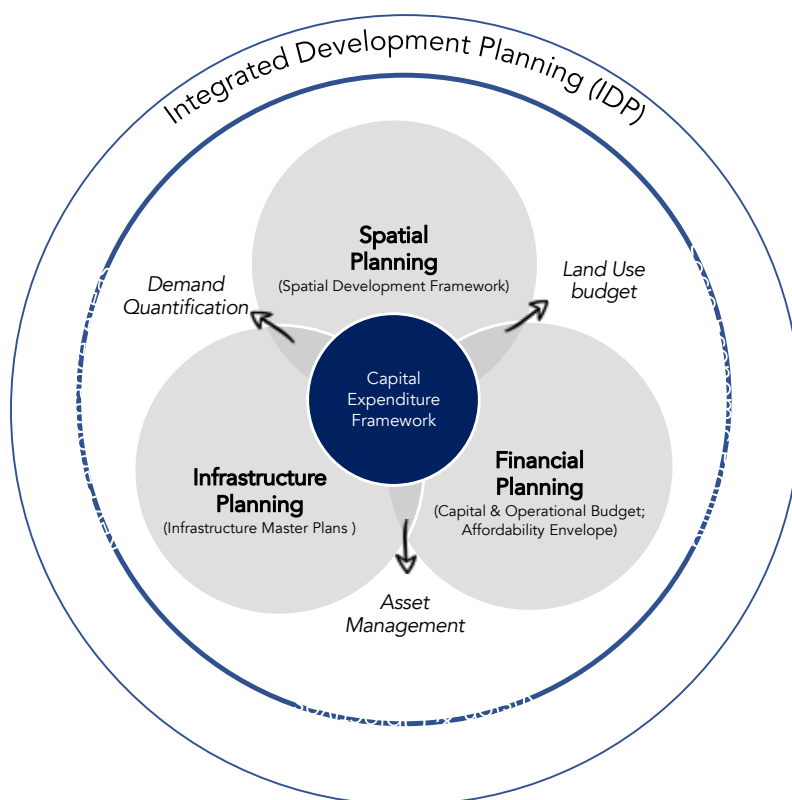 Integrated Development Planning (IDP)
Spatial
Planning
(Spatial Development Framework)
Demand
Quantification
Land Use
budget
Capital
Expenditure
Framework
Infrastructure
Planning
(Infrastructure Master Plans )
Financial
Planning
(Capital & Operational Budget;
Affordability Envelope)
Asset
Management